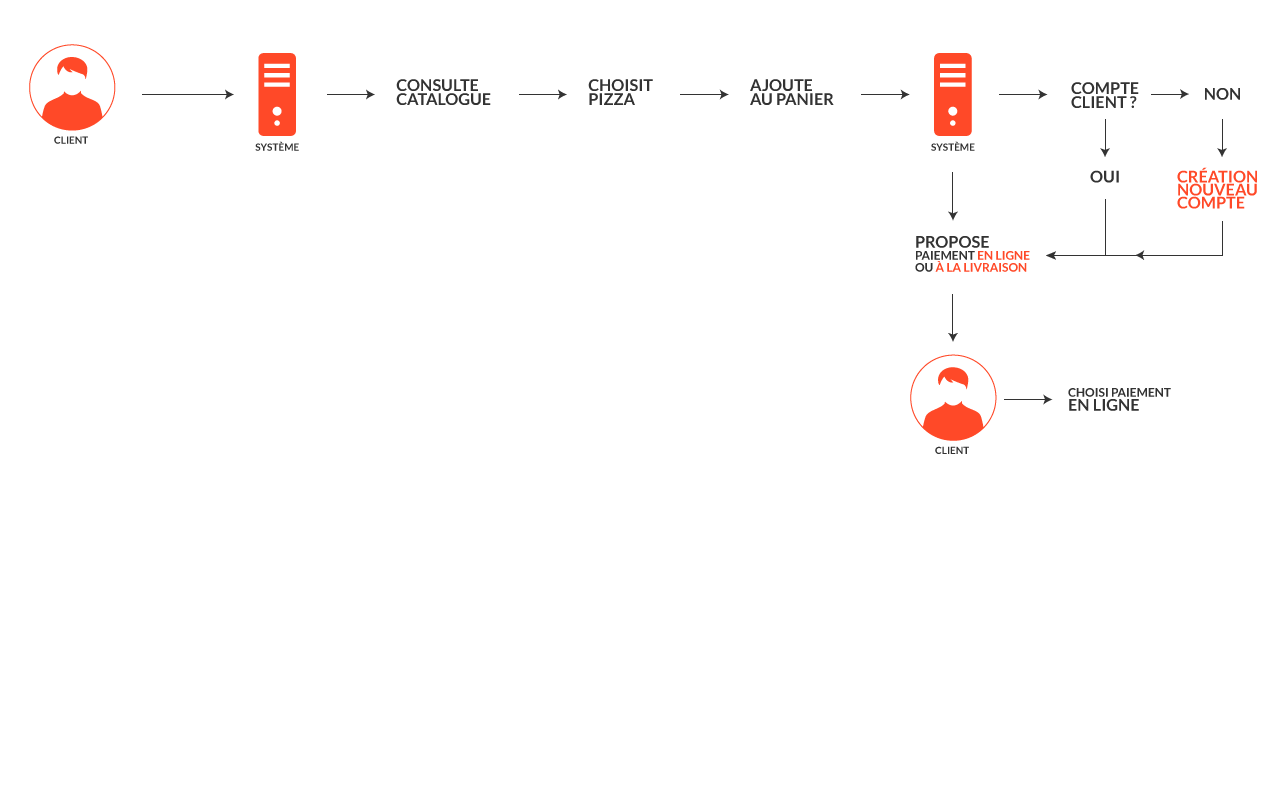 CLIENT
SYSTÈME
CONSULTE
CATALOGUE
CHOISIT
PIZZA
AJOUTE
AU PANIER
SYSTÈME
COMPTE
CLIENT ?
NON
OUI
CRÉATION
NOUVEAU
COMPTE
PROPOSE
PAIEMENT EN LIGNE
OU À LA LIVRAISON
CLIENT
CHOISI PAIEMENT
EN LIGNE